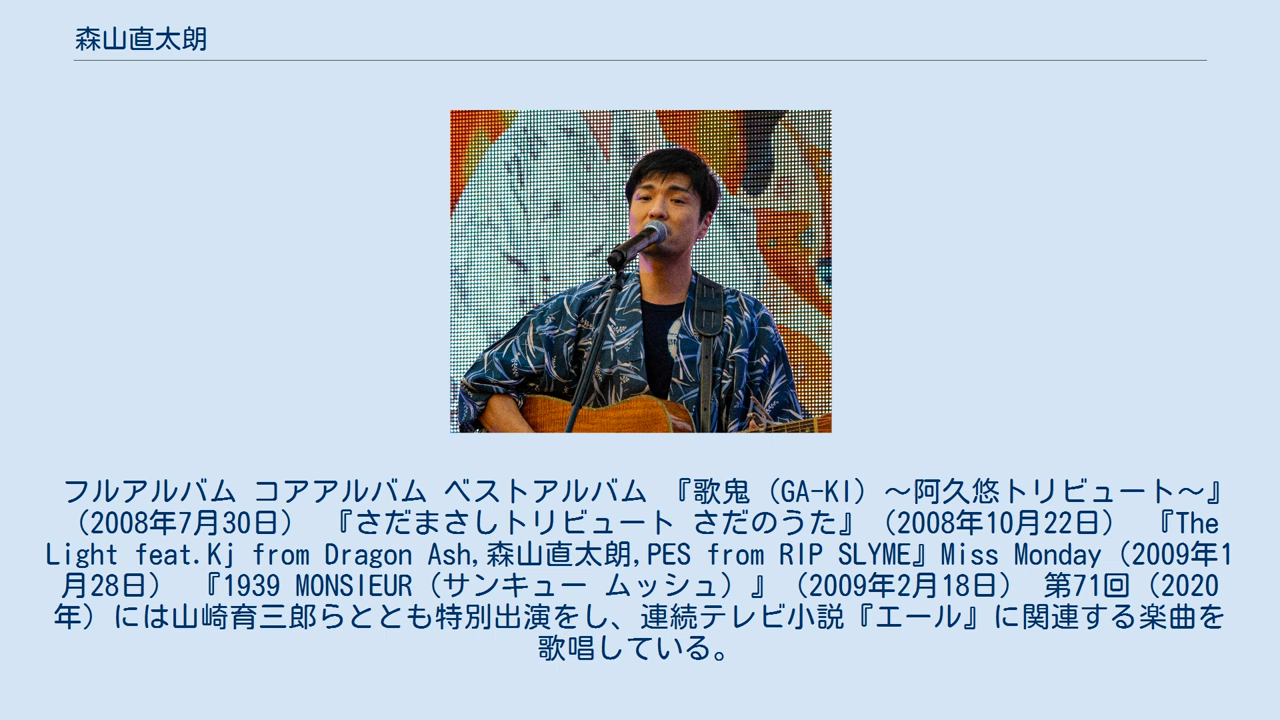 森山直太朗
フルアルバム コアアルバム ベストアルバム 『歌鬼（GA-KI）〜阿久悠トリビュート〜』
（2008年7月30日） 『さだまさしトリビュート さだのうた』（2008年10月22日） 『The
Light feat.Kj from Dragon Ash,森山直太朗,PES from RIP SLYME』Miss Monday（2009年1
月28日） 『1939 MONSIEUR（サンキュー ムッシュ）』（2009年2月18日） 第71回（2020
年）には山崎育三郎らととも特別出演をし、連続テレビ小説『エール』に関連する楽曲を
歌唱している。